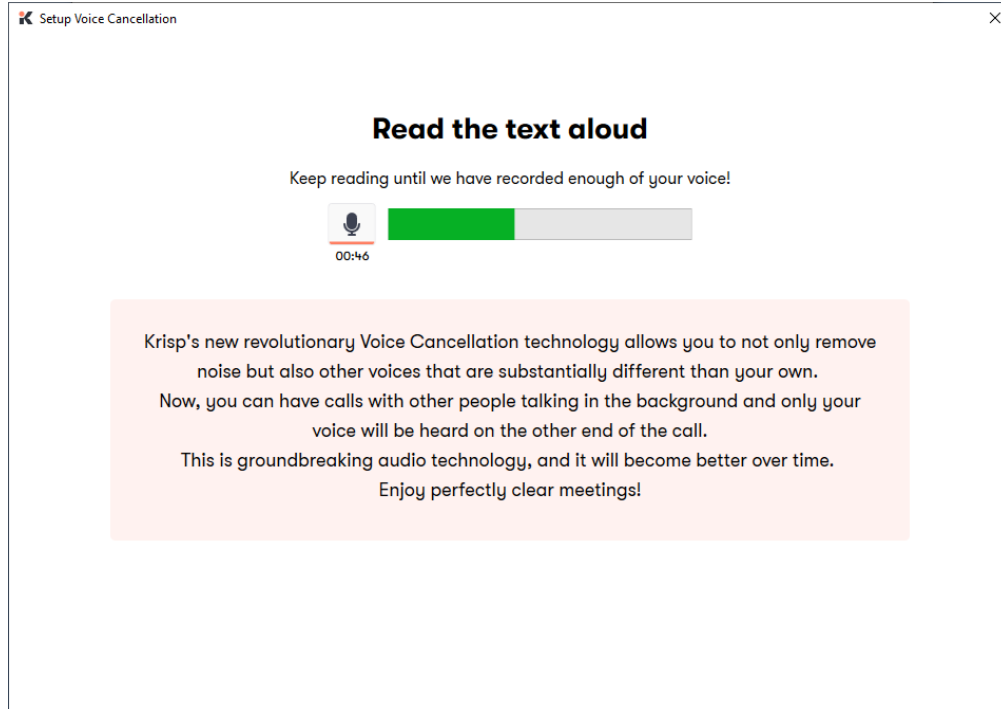 Setup Voice Cancellation
Read the text aloud
Keep reading until we have recorded enough of your voice!
00:46
Krisp's new revolutionary Voice Cancellation technology allows you to not only remove
noise but also other voices that are substantially different than your own.
Now, you can have calls with other people talking in the background and only your
voice will be heard on the other end of the call.
This is groundbreaking audio technology, and it will become better over time.
Enjoy perfectly clear meetings!